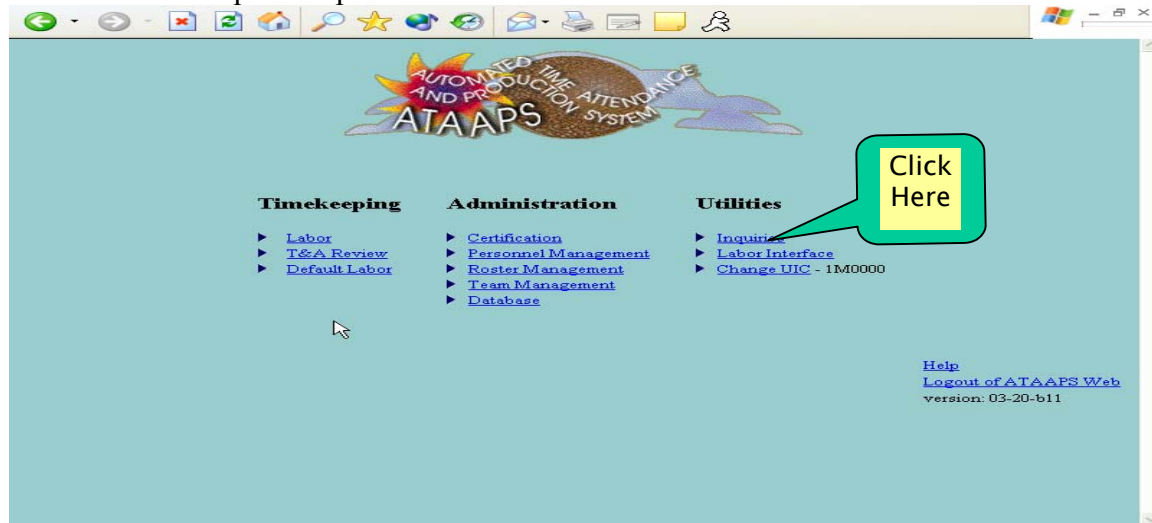 AUTOMATED TIME ATTENDANCE
AND PRODUCTION SYSTEM
ATAAPS
Click
Here
Timekeeping
Labor
T&A Review
Default Labor
Administration
Certification
Personnel Management
Roster Management
Team Management
Database
Utilities
Inquiries
Labor Interface
Change UIC - 1M0000
Help
Logout of ATAAPS Web
version: 03-20-b11